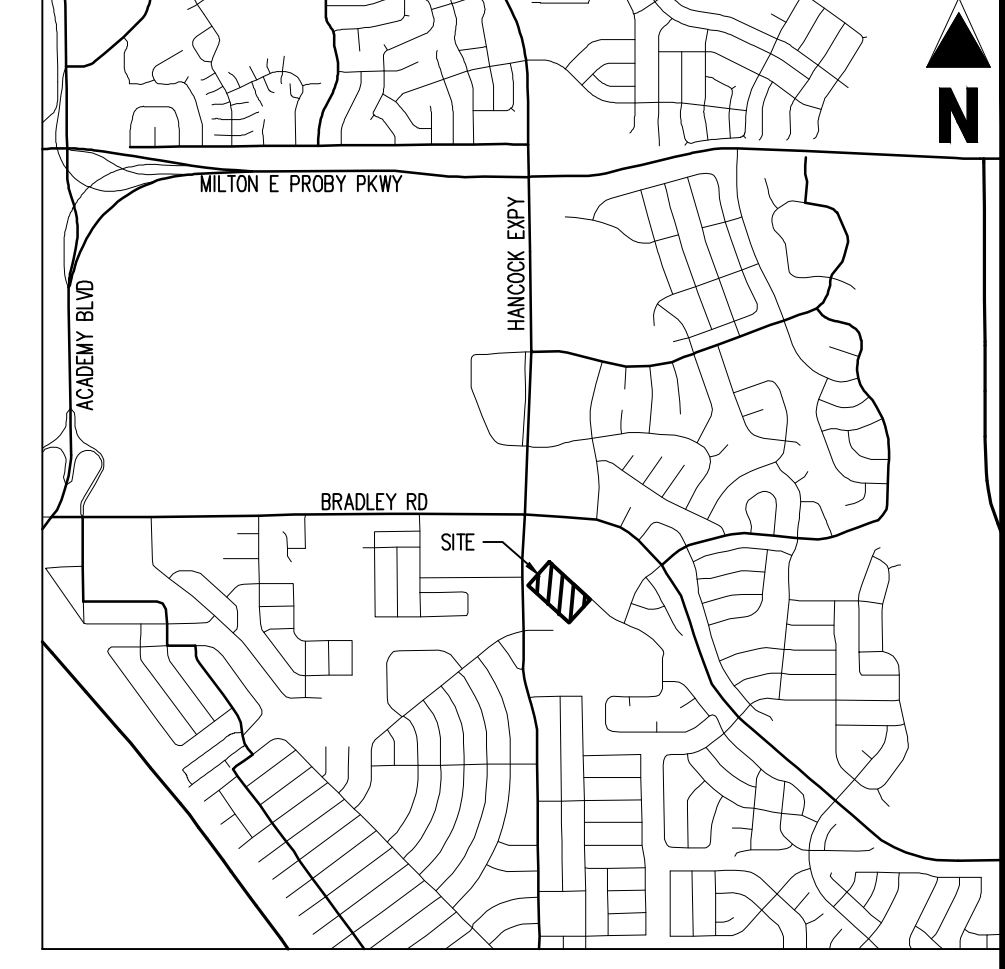 N
MILTON E PROBY PKWY
HANCOCK EXPY
ACADEMY BLVD
BRADLEY RD
SITE